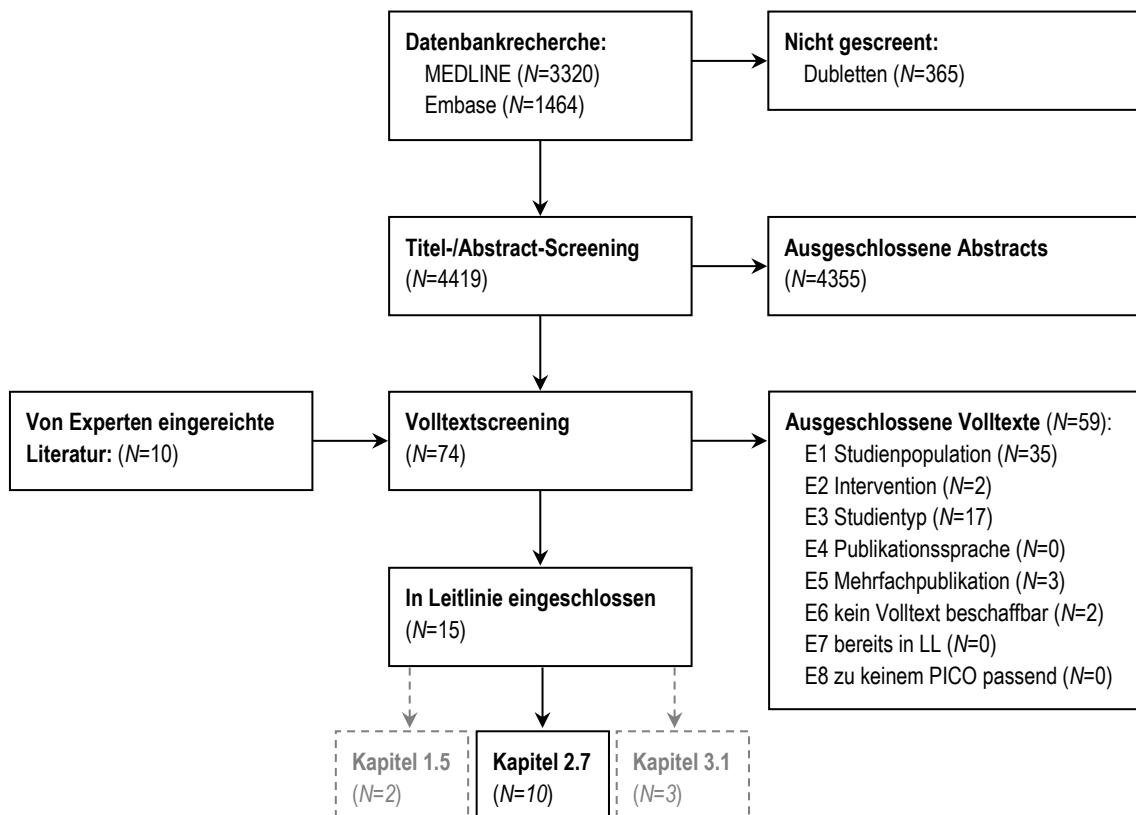 Datenbankrecherche:
MEDLINE (N=3320)
Embase (N=1464)
Nicht gescreent:
Dubletten (N=365)
Titel-/Abstract-Screening
(N=4419)
Ausgeschlossene Abstracts
(N=4355)
Von Experten eingereichte
Literatur: (N=10)
Volltextscreening
(N=74)
Ausgeschlossene Volltexte (N=59):
E1 Studienpopulation (N=35)
E2 Intervention (N=2)
E3 Studientyp (N=17)
E4 Publikationssprache (N=0)
E5 Mehrfachpublikation (N=3)
E6 kein Volltext beschaffbar (N=2)
E7 bereits in LL (N=0)
E8 zu keinem PICO passend (N=0)
In Leitlinie eingeschlossen
(N=15)
Kapitel 1.5
(N=2)
Kapitel 2.7
(N=10)
Kapitel 3.1
(N=3)